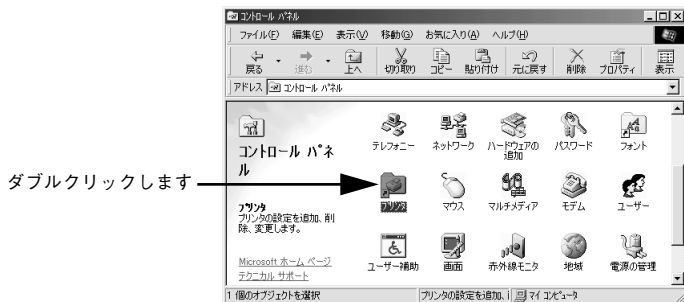 コントロール パネル
ファイル(F) 編集(E) 表示(V) 移動(G) お気に入り(A) ヘルプ(H)
戻る 進む 上へ 切り取り コピー 貼り付け 元に戻す 削除 プロパティ 表示
アドレス コントロール パネル
コントロール パネ
ル
テレフォニー ネットワーク ハードウェアの
追加 パスワード フォント
ダブルクリックします
プリンタ マウス マルチメディア モデム ユーザー
プリンタ
プリンタの設定を追加、削
除、変更します。
Microsoft ホーム ページ
テクニカル サポート
ユーザー補助 画面 赤外線モニタ 地域 電源の管理
1 個のオブジェクトを選択 プリンタの設定を追加、i マイ コンピュータ